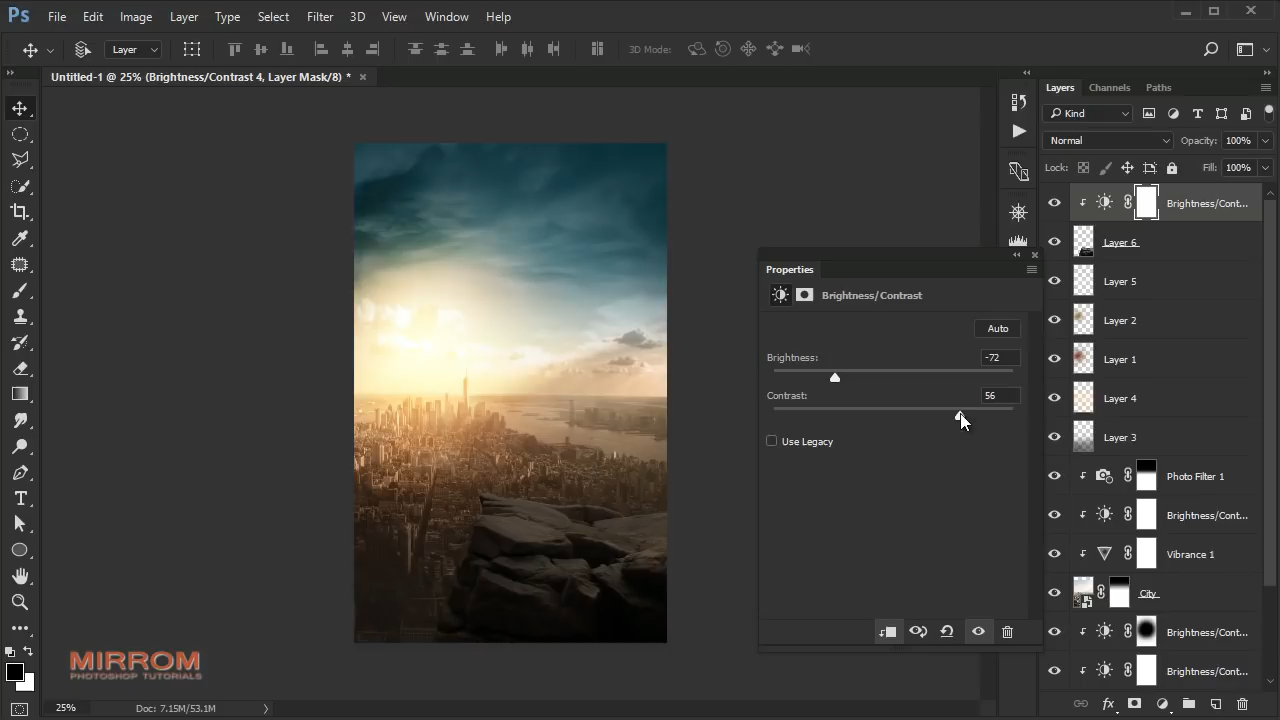 Ps File Edit Image Layer Type Select Filter 3D View Window Help
Layer 3D Mode:
Untitled-1 @ 25% (Brightness/Contrast 4, Layer Mask/8) *
Layers Channels Paths
Kind
Normal Opacity: 100%
Lock: Fill: 100%
Brightness/Cont...
Layer 6
Layer 5
Layer 2
Layer 1
Layer 4
Layer 3
Photo Filter 1
Brightness/Cont...
Vibrance 1
City
Brightness/Cont...
Brightness/Cont...
Properties
Brightness/Contrast
Auto
Brightness: -72
Contrast: 56
Use Legacy
MIRROM
PHOTOSHOP TUTORIALS
25% Doc: 7.15M/53.1M